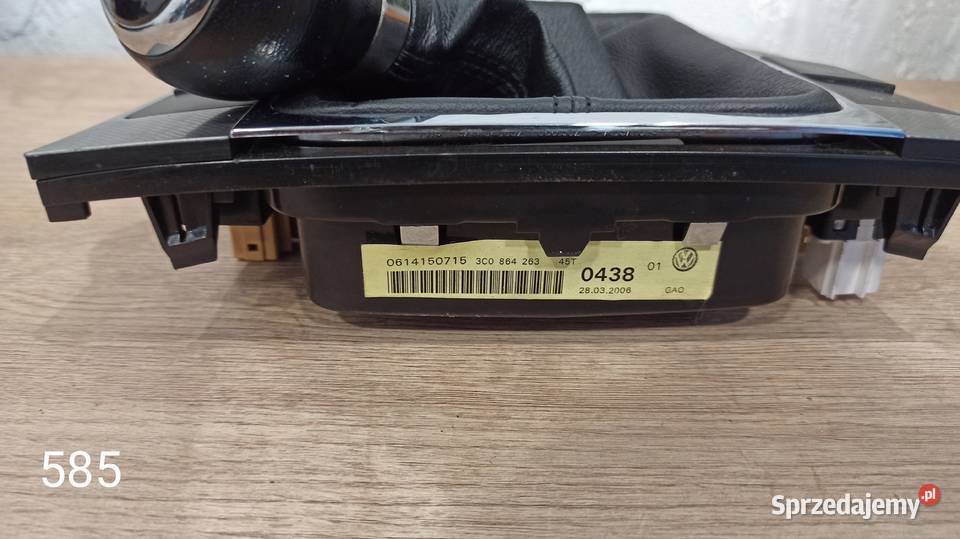 0614150715 3C0 864 263 45T
0438 01
28.03.2006 GAO
585
Sprzedajemy.pl